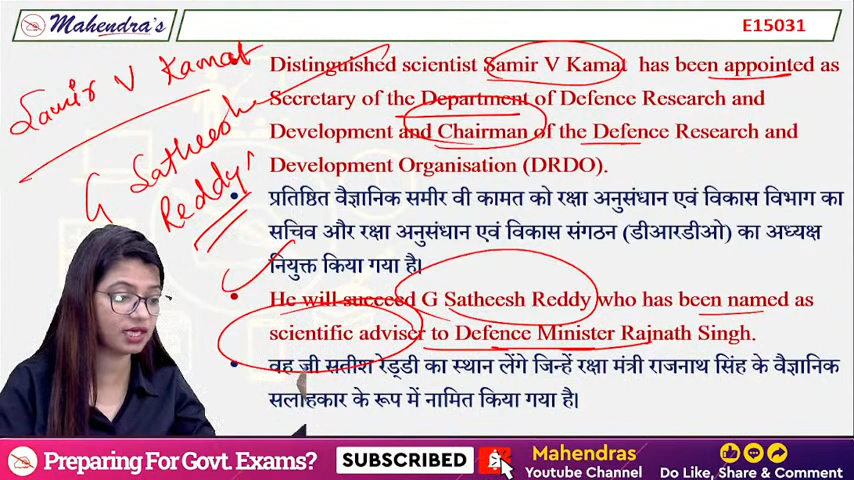 Mahendra's
E15031
Samir V Kamat
G Satheesh
Reddy
Distinguished scientist Samir V Kamat has been appointed as
Secretary of the Department of Defence Research and
Development and Chairman of the Defence Research and
Development Organisation (DRDO).
प्रतिष्ठित वैज्ञानिक समीर वी कामत को रक्षा अनुसंधान एवं विकास विभाग का
सचिव और रक्षा अनुसंधान एवं विकास संगठन (डीआरडीओ) का अध्यक्ष
नियुक्त किया गया है।
He will succeed G Satheesh Reddy who has been named as
scientific adviser to Defence Minister Rajnath Singh.
वह जी सतीश रेड्डी का स्थान लेंगे जिन्हें रक्षा मंत्री राजनाथ सिंह के वैज्ञानिक
सलाहकार के रूप में नामित किया गया है।
Preparing For Govt. Exams?
SUBSCRIBED
Mahendras
Youtube Channel
Do Like, Share & Comment